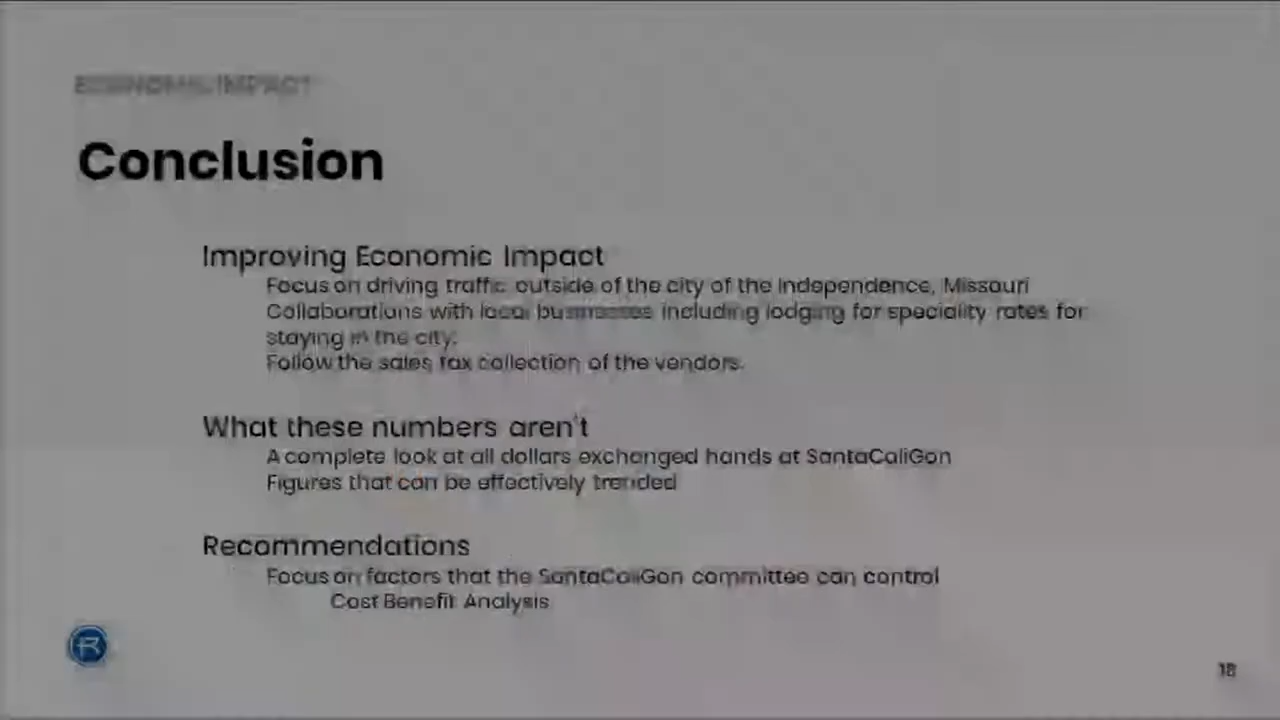 ECONOMIC IMPACT
Conclusion
Improving Economic Impact
Focus on driving traffic outside of the city of the Independence, Missouri
Collaborations with local businesses including lodging for speciality rates for
staying in the city.
Follow the sales tax collection of the vendors.
What these numbers aren't
A complete look at all dollars exchanged hands at SantaCaliGon
Figures that can be effectively trended
Recommendations
Focus on factors that the SantaCaliGon committee can control
Cost Benefit Analysis
R
18